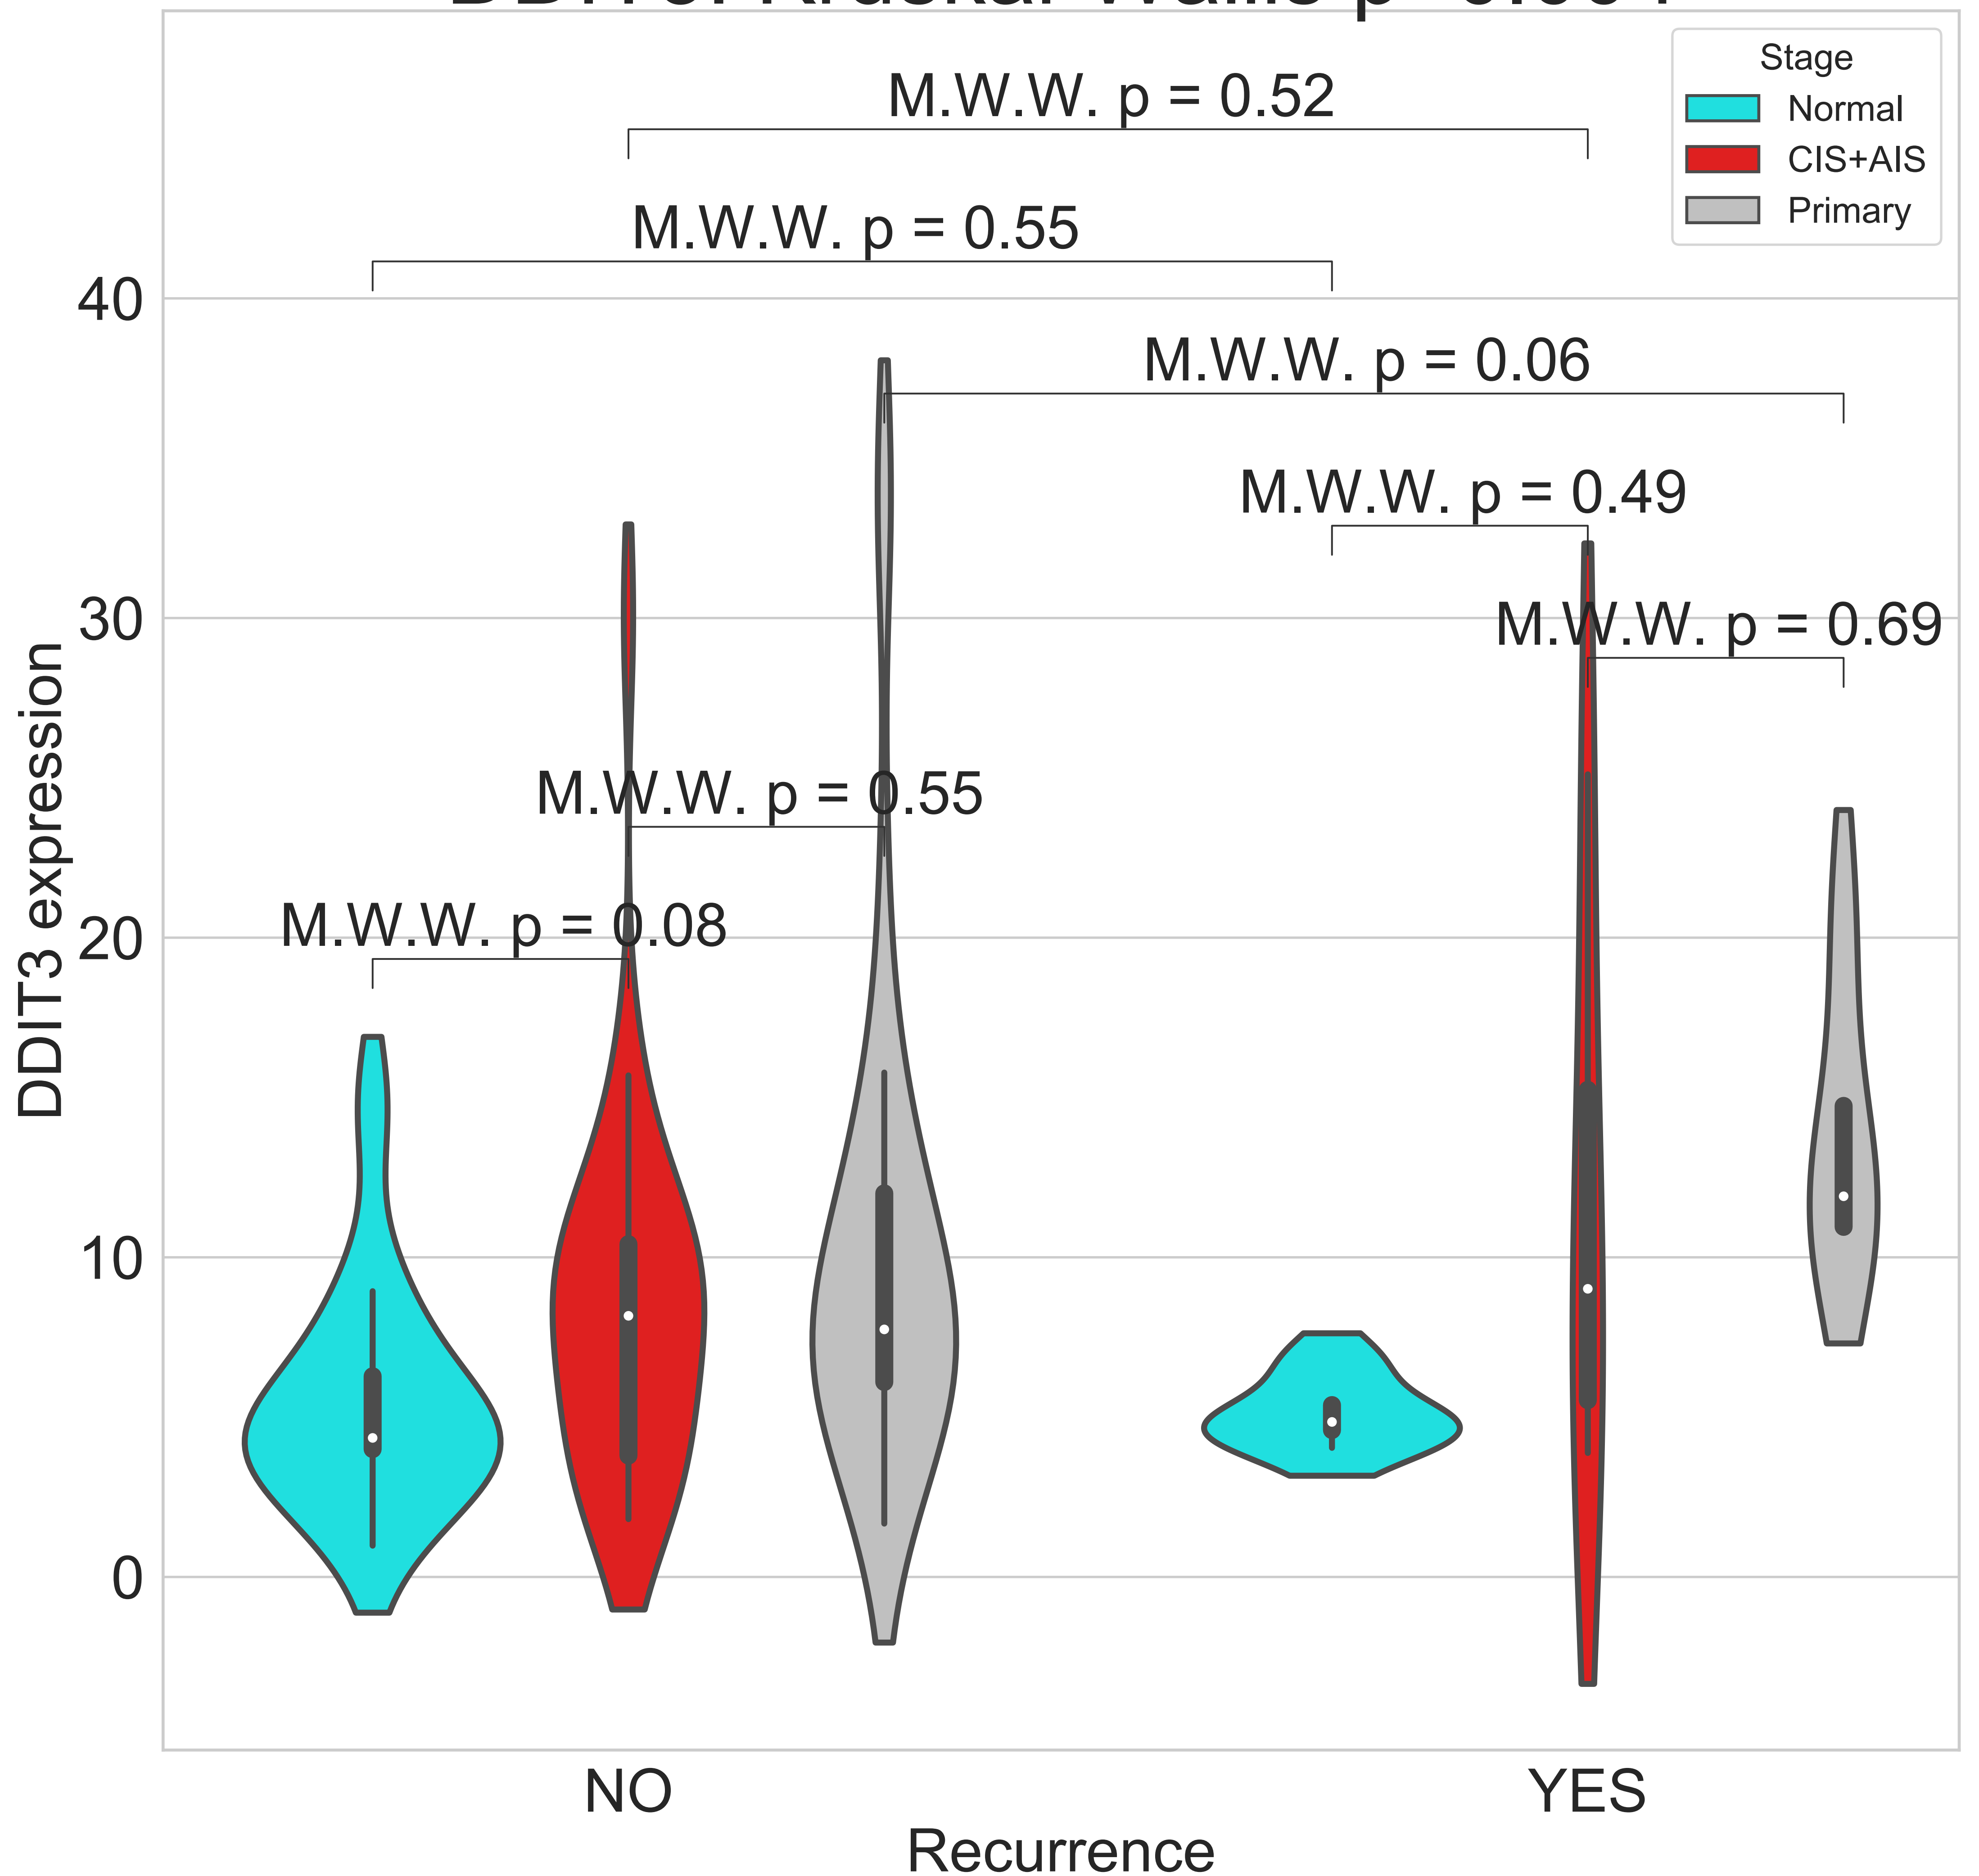 Stage
Normal
CIS+AIS
Primary
M.W.W. p = 0.52
M.W.W. p = 0.55
M.W.W. p = 0.06
M.W.W. p = 0.49
M.W.W. p = 0.69
M.W.W. p = 0.55
M.W.W. p = 0.08
40
30
20
10
0
DDIT3 expression
NO
YES
Recurrence